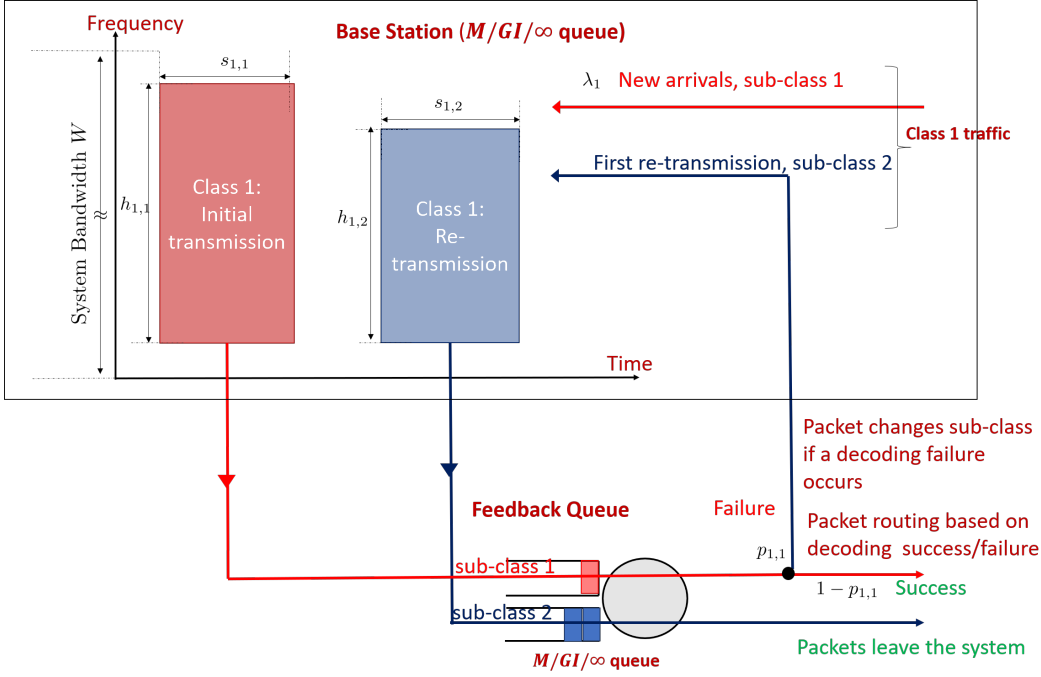 Frequency
Base Station (M/GI/∞ queue)
s1,1
λ1 New arrivals, sub-class 1
s1,2
Class 1 traffic
First re-transmission, sub-class 2
System Bandwidth W
≈
h1,1
Class 1:
Initial
transmission
h1,2
Class 1:
Re-
transmission
Time
Packet changes sub-class
if a decoding failure
occurs
Feedback Queue
Failure
Packet routing based on
decoding success/failure
p1,1
sub-class 1
1 − p1,1
Success
sub-class 2
Packets leave the system
M/GI/∞ queue